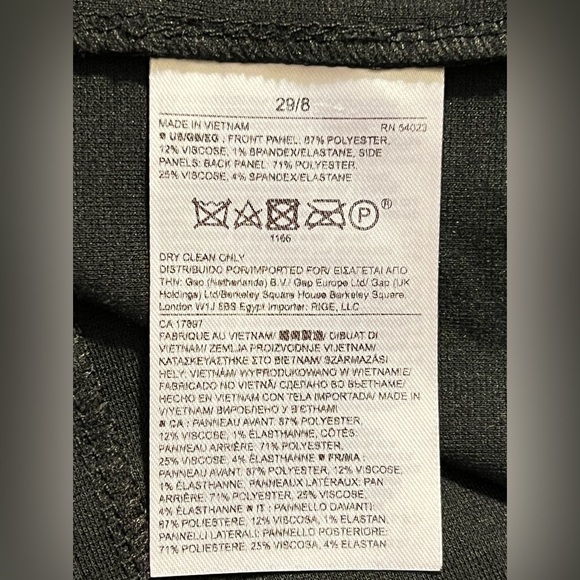 29/8
MADE IN VIETNAM RN 54023
US/GB/EG : FRONT PANEL: 87% POLYESTER,
12% VISCOSE, 1% SPANDEX/ELASTANE, SIDE
PANELS: BACK PANEL: 71% POLYESTER,
25% VISCOSE, 4% SPANDEX/ELASTANE
P ®
1166
DRY CLEAN ONLY
DISTRIBUIDO POR/IMPORTED FOR/ ΕΙΣΑΓΕΤΑΙ ΑΠΟ
ΤΗΝ: Gap (Netherlands) B.V./ Gap Europe Ltd/ Gap (UK
Holdings) Ltd/Berkeley Square House Berkeley Square,
London W1J 6BS Egypt Importer: RIGE, LLC
CA 17897
FABRIQUE AU VIETNAM/ / DIBUAT DI
VIETNAM/ ZEMLJA PROIZVODNJE VIJETNAM/
ΚΑΤΑΣΚΕΥΑΣΤΗΚΕ ΣΤΟ ΒΙΕΤΝΑΜ/ SZÁRMAZÁSI
HELY: VIETNÁM/ WYPRODUKOWANO W WIETNAMIE/
FABRICADO NO VIETNÃ/ СДЕЛАНО ВО ВЬЕТНАМЕ/
HECHO EN VIETNAM CON TELA IMPORTADA/ MADE IN
VIYETNAM/ ВИРОБЛЕНО У В'ЄТНАМІ
CA : PANNEAU AVANT: 87% POLYESTER,
12% VISCOSE, 1% ÉLASTHANNE, CÔTÉS:
PANNEAU ARRIÈRE: 71% POLYESTER,
25% VISCOSE, 4% ÉLASTHANNE FR/MA :
PANNEAU AVANT: 87% POLYESTER, 12% VISCOSE,
1% ÉLASTHANNE, PANNEAUX LATÉRAUX: PAN
ARRIÈRE: 71% POLYESTER, 25% VISCOSE,
4% ÉLASTHANNE IT : PANNELLO DAVANTI:
87% POLIESTERE, 12% VISCOSA, 1% ELASTAN,
PANNELLI LATERALI: PANNELLO POSTERIORE:
71% POLIESTERE, 25% VISCOSA, 4% ELASTAN